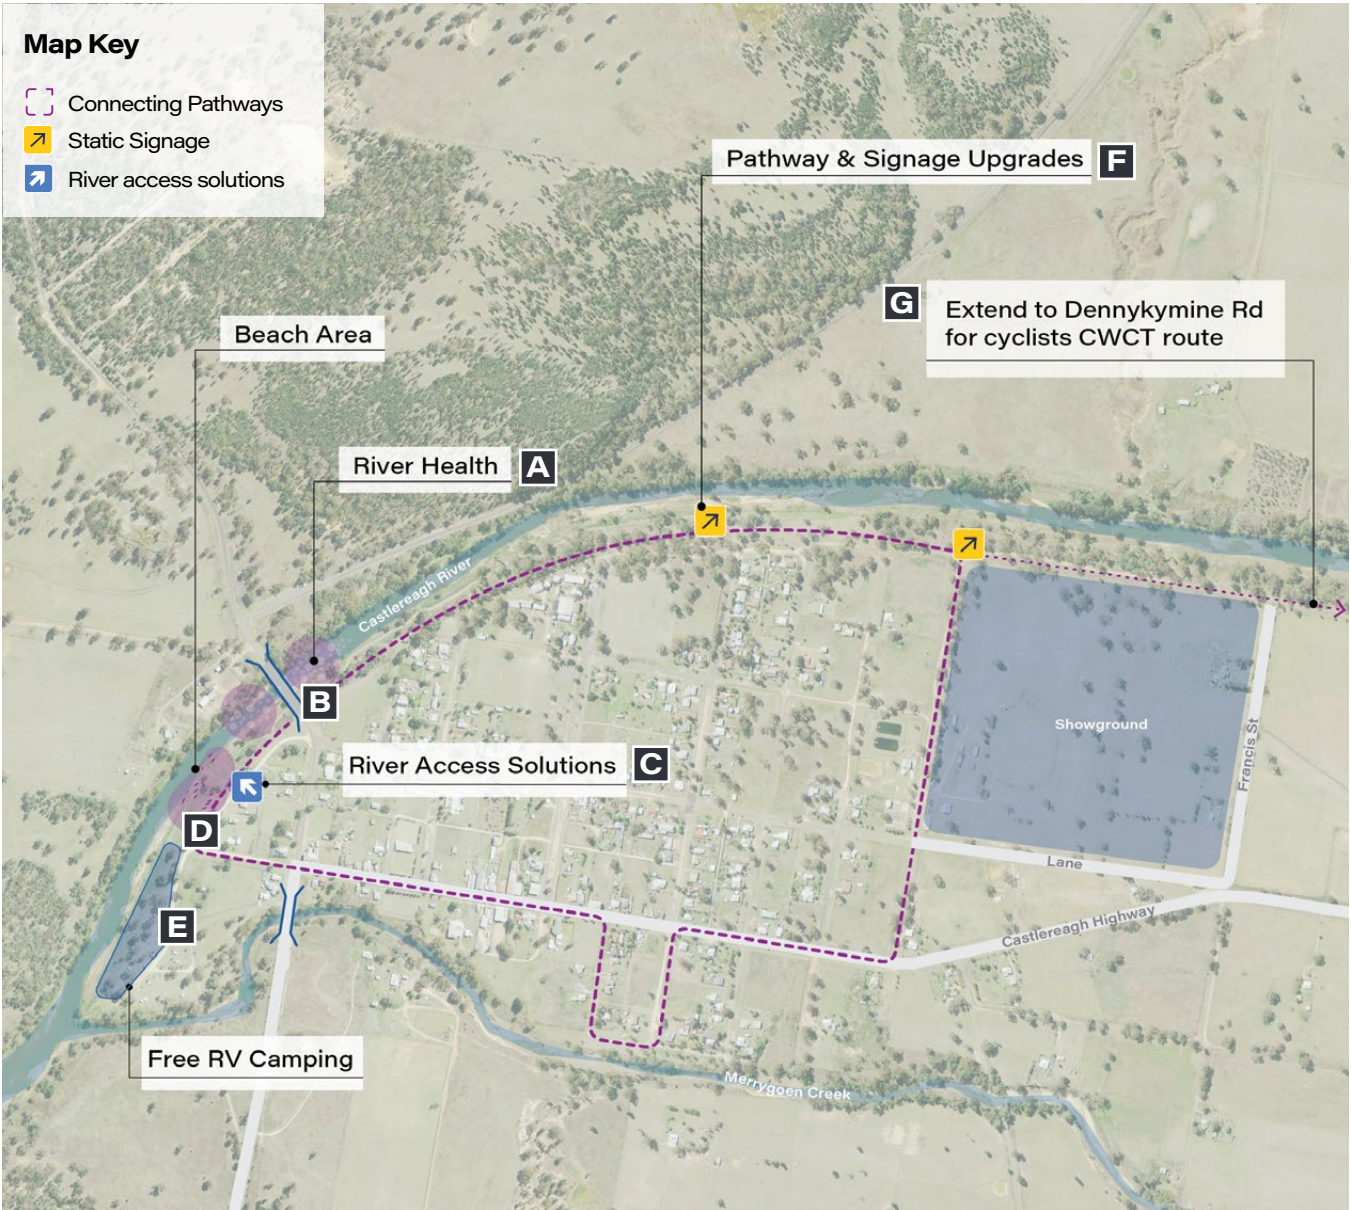 Map Key
Connecting Pathways
Static Signage
River access solutions
Pathway & Signage Upgrades
F
G
Extend to Dennykymine Rd
for cyclists CWCT route
Beach Area
River Health
A
Castlereagh River
B
Showground
Francis St
River Access Solutions
C
D
Lane
E
Castlereagh Highway
Free RV Camping
Merrygoen Creek